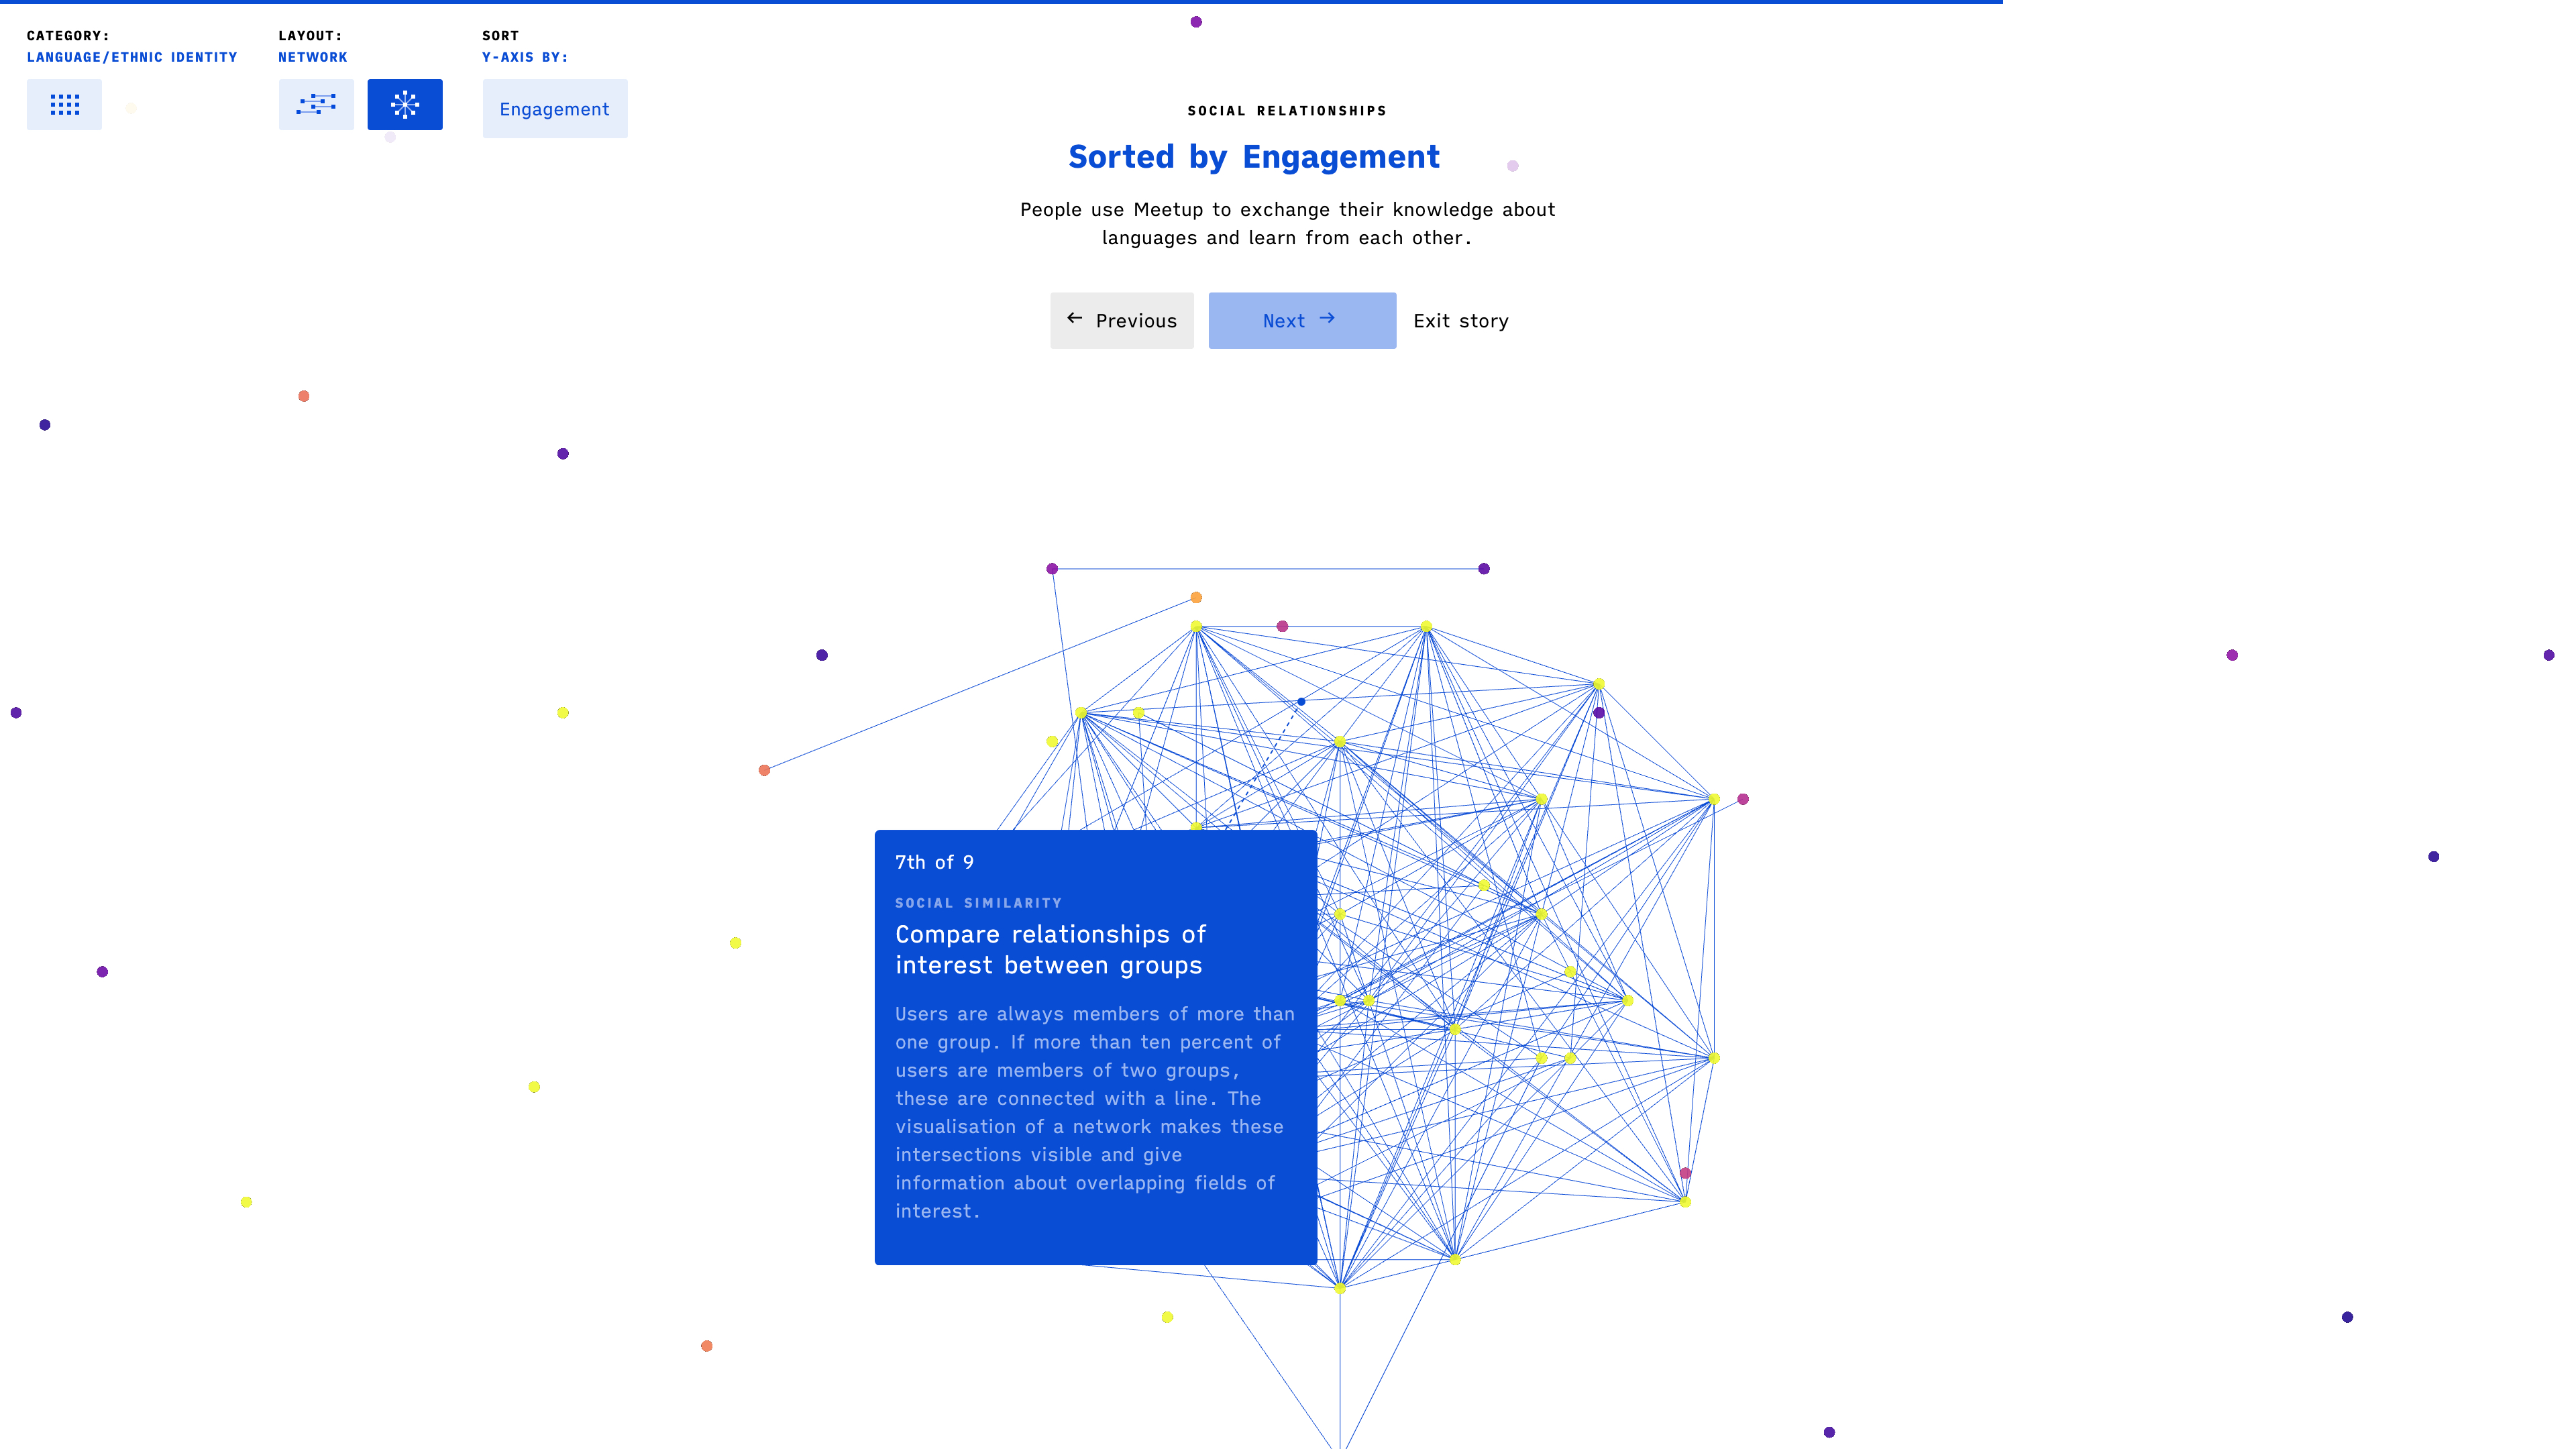 CATEGORY:
LANGUAGE/ETHNIC IDENTITY
LAYOUT:
NETWORK
SORT
Y-AXIS BY:
Engagement
SOCIAL RELATIONSHIPS
Sorted by Engagement
People use Meetup to exchange their knowledge about
languages and learn from each other.
← Previous
Next →
Exit story
7th of 9
SOCIAL SIMILARITY
Compare relationships of
interest between groups
Users are always members of more than
one group. If more than ten percent of
users are members of two groups,
these are connected with a line. The
visualisation of a network makes these
intersections visible and give
information about overlapping fields of
interest.